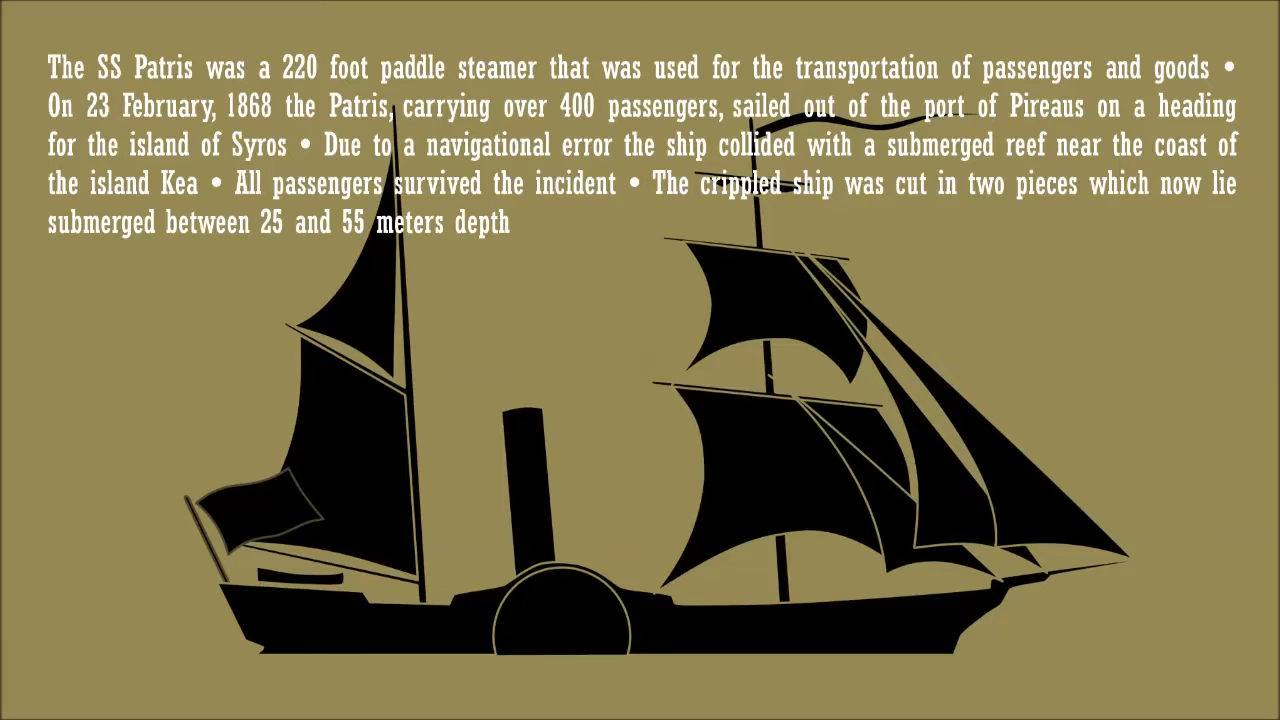 The SS Patris was a 220 foot paddle steamer that was used for the transportation of passengers and goods •
On 23 February, 1868 the Patris, carrying over 400 passengers, sailed out of the port of Pireaus on a heading
for the island of Syros • Due to a navigational error the ship collided with a submerged reef near the coast of
the island Kea • All passengers survived the incident • The crippled ship was cut in two pieces which now lie
submerged between 25 and 55 meters depth